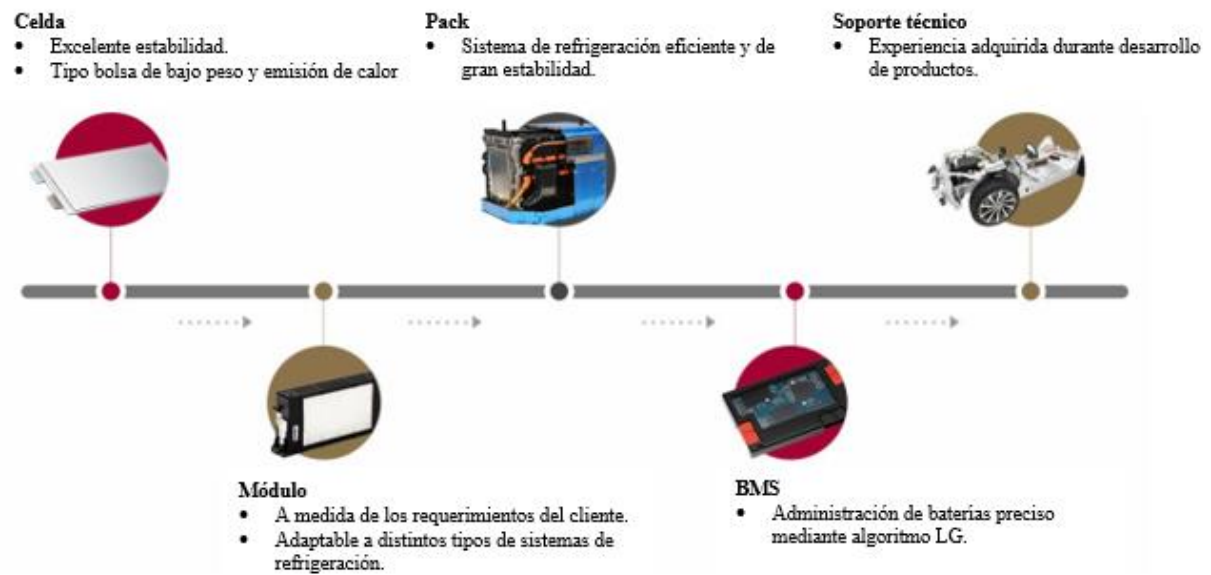 Celda
• Excelente estabilidad.
• Tipo bolsa de bajo peso y emisión de calor
Pack
• Sistema de refrigeración eficiente y de
gran estabilidad.
Soporte técnico
• Experiencia adquirida durante desarrollo
de productos.
Módulo
• A medida de los requerimientos del cliente.
• Adaptable a distintos tipos de sistemas de
refrigeración.
BMS
• Administración de baterias preciso
mediante algoritmo LG.